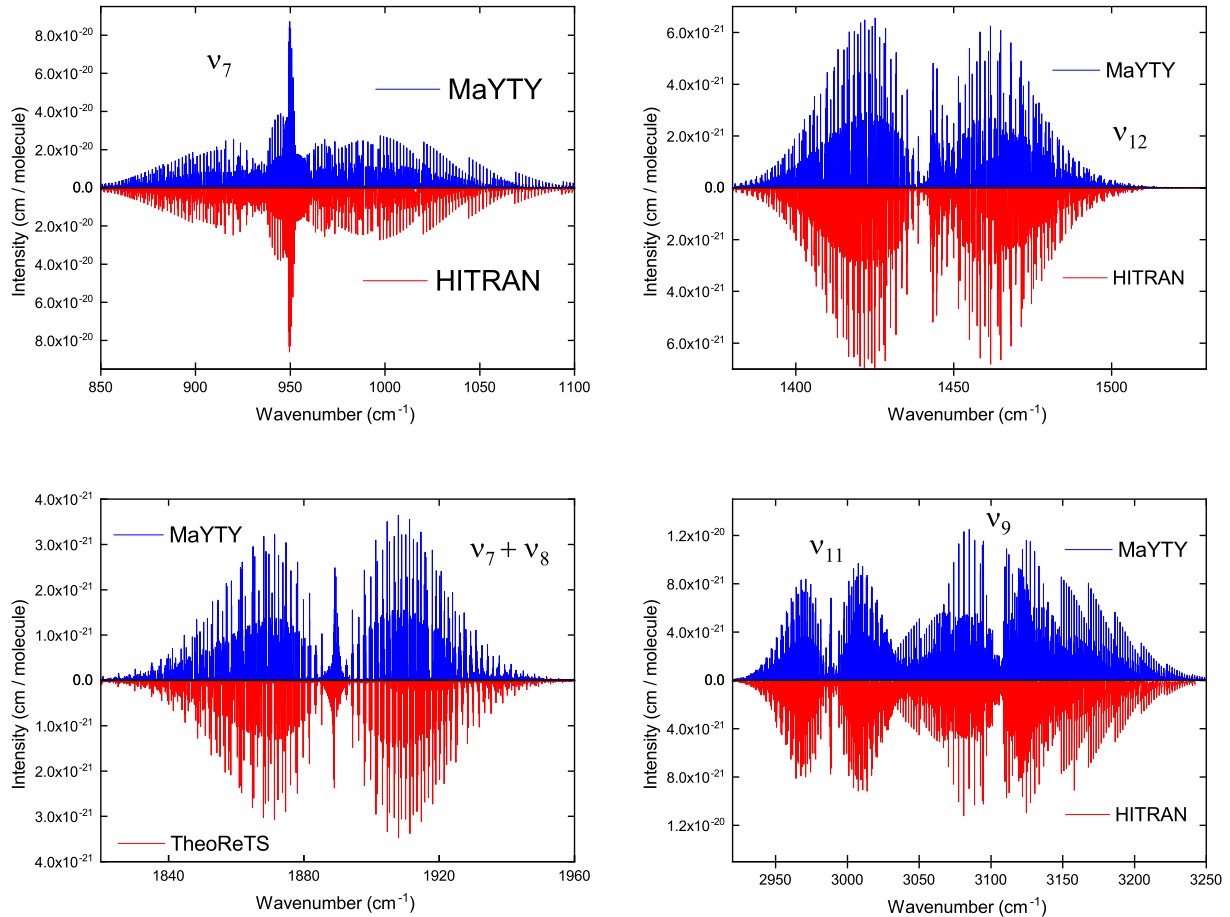 8.0x10⁻²⁰
6.0x10⁻²⁰
4.0x10⁻²⁰
2.0x10⁻²⁰
0.0
2.0x10⁻²⁰
4.0x10⁻²⁰
6.0x10⁻²⁰
8.0x10⁻²⁰
Intensity (cm / molecule)
ν₇
MaYTY
HITRAN
850 900 950 1000 1050 1100
Wavenumber (cm⁻¹)
6.0x10⁻²¹
4.0x10⁻²¹
2.0x10⁻²¹
0.0
2.0x10⁻²¹
4.0x10⁻²¹
6.0x10⁻²¹
Intensity (cm / molecule)
MaYTY
ν₁₂
HITRAN
1400 1450 1500
Wavenumber (cm⁻¹)
4.0x10⁻²¹
3.0x10⁻²¹
2.0x10⁻²¹
1.0x10⁻²¹
0.0
1.0x10⁻²¹
2.0x10⁻²¹
3.0x10⁻²¹
4.0x10⁻²¹
Intensity (cm / molecule)
MaYTY
ν₇ + ν₈
TheoReTS
1840 1880 1920 1960
Wavenumber (cm⁻¹)
1.2x10⁻²⁰
8.0x10⁻²¹
4.0x10⁻²¹
0.0
4.0x10⁻²¹
8.0x10⁻²¹
1.2x10⁻²⁰
Intensity (cm / molecule)
ν₉
ν₁₁
MaYTY
HITRAN
2950 3000 3050 3100 3150 3200 3250
Wavenumber (cm⁻¹)